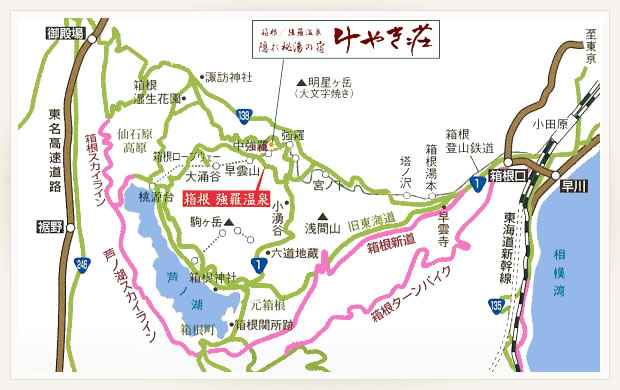 箱根／強羅温泉
隠れ秘湯の宿
けやき荘
御殿場
至東京
諏訪神社
箱根
湿生花園
明星ヶ岳
(大文字焼き)
138
東名高速道路
箱根スカイライン
仙石原
高原
強羅
中強羅
箱根ロープウェー
早雲山
大涌谷
小田原
箱根
登山鉄道
箱根湯本
塔ノ沢
宮ノ下
箱根 強羅温泉
1
箱根口
早川
桃源台
小涌谷
駒ヶ岳
浅間山
旧東海道
早雲寺
裾野
246
芦ノ湖スカイライン
六道地蔵
箱根新道
東海道新幹線
相模湾
1
芦ノ湖
箱根神社
元箱根
箱根ターンパイク
135
箱根町
箱根関所跡